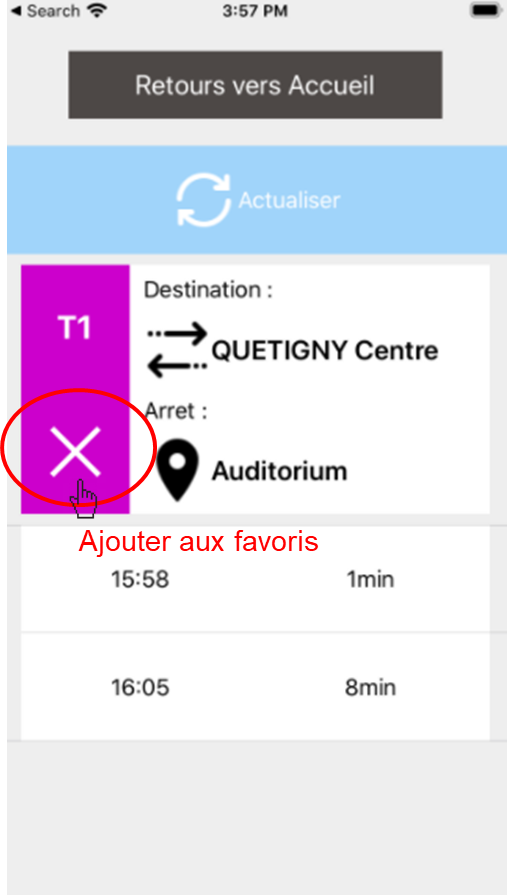 Search
3:57 PM
Retours vers Accueil
Actualiser
T1
Destination :
QUETIGNY Centre
Arret :
Auditorium
Ajouter aux favoris
15:58 1min
16:05 8min